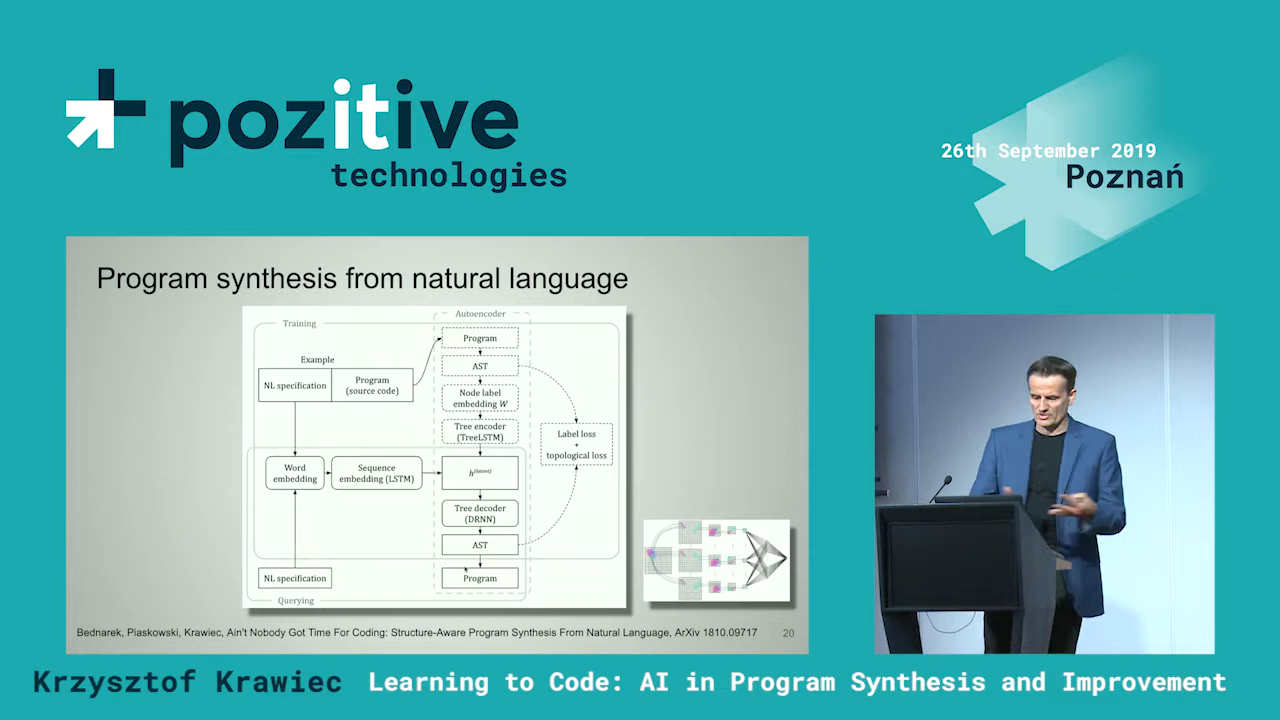 pozitive
technologies
26th September 2019
Poznań
Program synthesis from natural language
Autoencoder
Training
Program
Example
AST
NL specification
Program
(source code)
Node label
embedding W
Tree encoder
(TreeLSTM)
Label loss
+
topological loss
Word
embedding
Sequence
embedding (LSTM)
h(latent)
Tree decoder
(DRNN)
AST
NL specification
Program
Querying
Bednarek, Piaskowski, Krawiec, Ain't Nobody Got Time For Coding: Structure-Aware Program Synthesis From Natural Language, ArXiv 1810.09717
20
Krzysztof Krawiec
Learning to Code: AI in Program Synthesis and Improvement